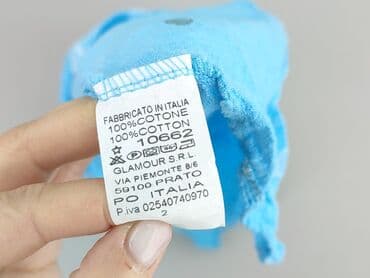 FABBRICATO IN ITALIA
100%COTONE
100%COTTON
10662
GLAMOUR S.R.L
VIA PIEMONTE 8/6
59100 PRATO
PO ITALIA
P.iva 02540740970
2